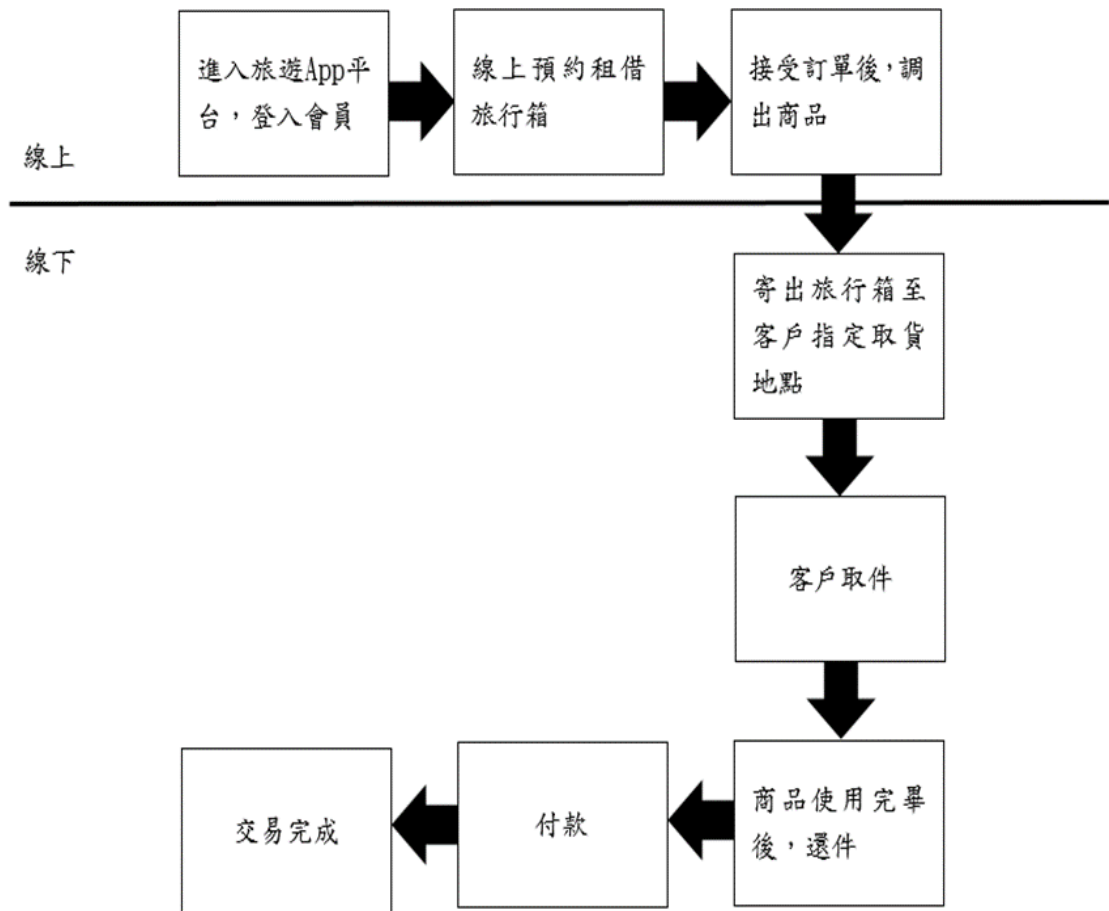 進入旅遊App平
台，登入會員
線上預約租借
旅行箱
接受訂單後，調
出商品
線上
線下
寄出旅行箱至
客戶指定取貨
地點
客戶取件
商品使用完畢
後，還件
付款
交易完成